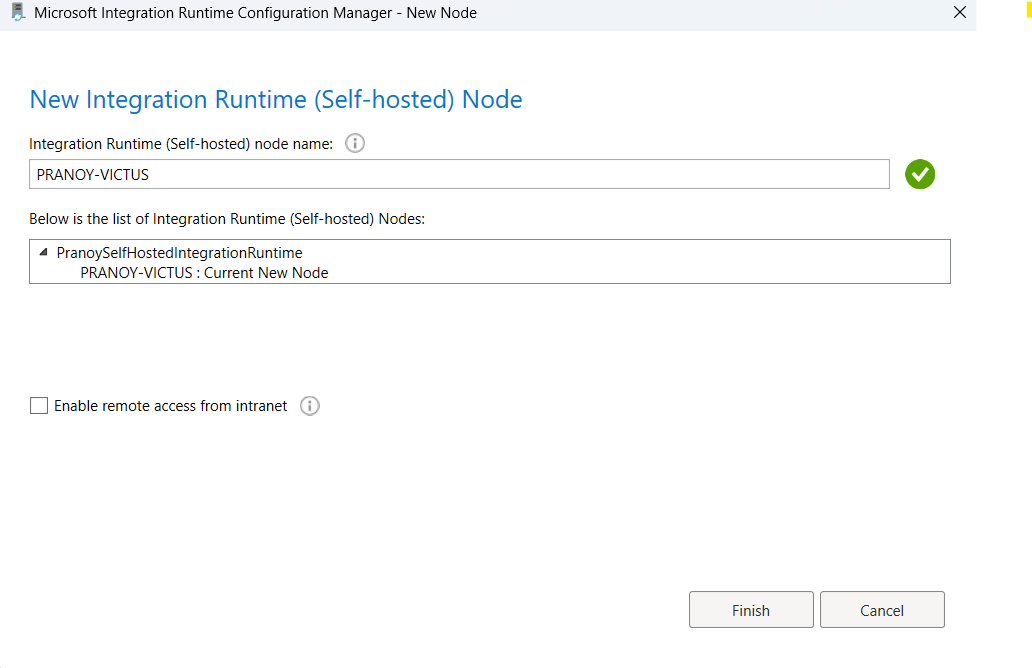 Microsoft Integration Runtime Configuration Manager - New Node
New Integration Runtime (Self-hosted) Node
Integration Runtime (Self-hosted) node name:
PRANOY-VICTUS
Below is the list of Integration Runtime (Self-hosted) Nodes:
PranoySelfHostedIntegrationRuntime
PRANOY-VICTUS : Current New Node
Enable remote access from intranet
Finish Cancel